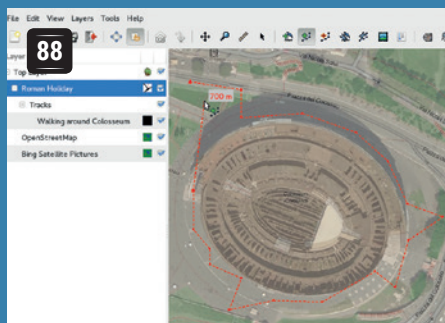 File Edit View Layers Tools Help
88
Layer
Top Layer
Roman Holiday
Tracks
Walking around Colosseum
OpenStreetMap
Bing Satellite Pictures
700 m